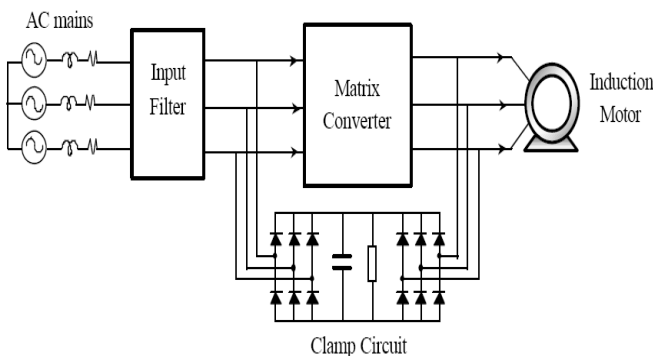 AC mains
Input
Filter
Matrix
Converter
Induction
Motor
Clamp Circuit